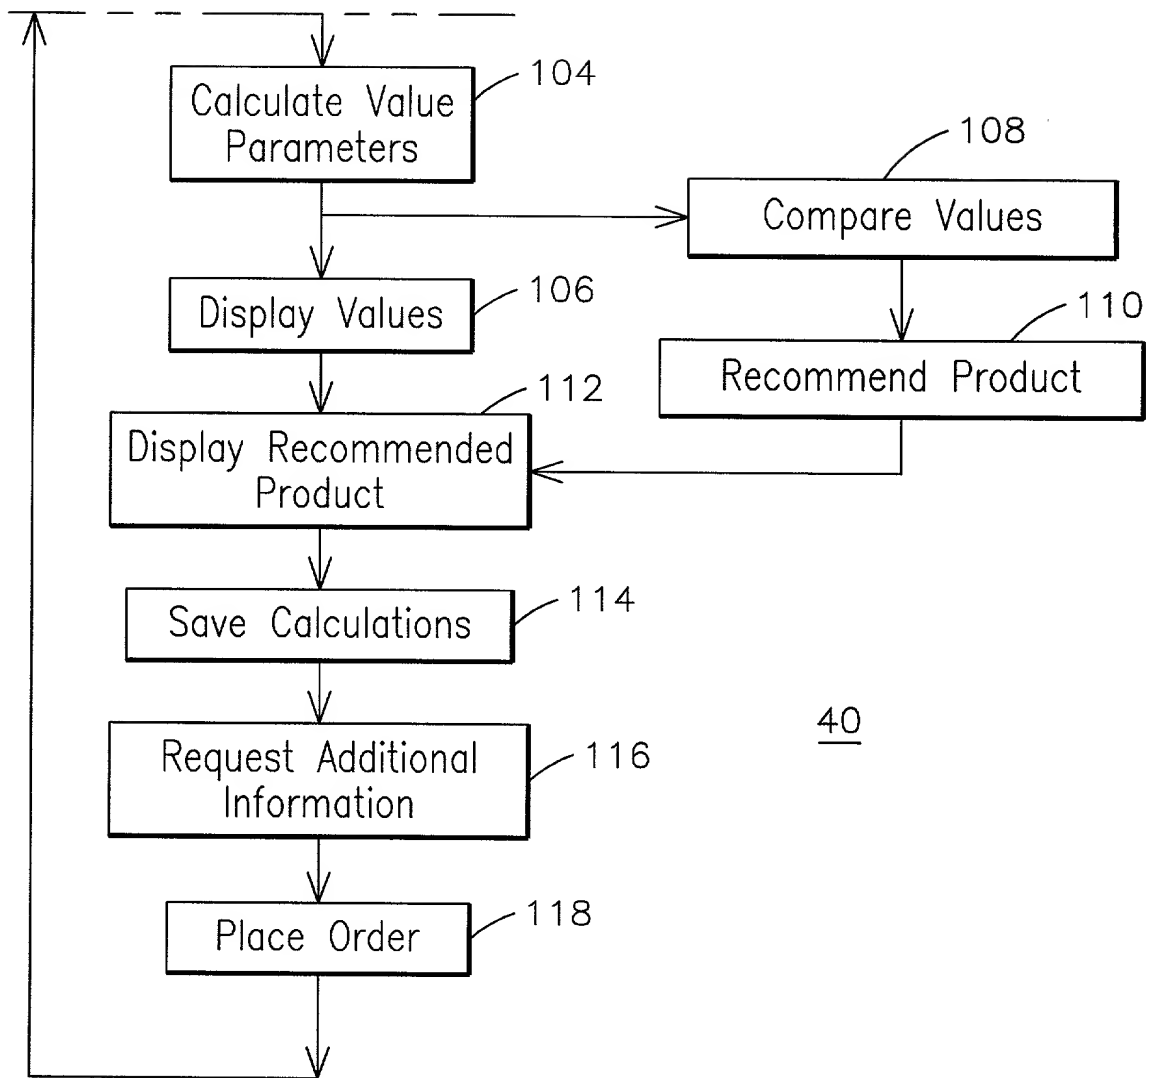 104
Calculate Value
Parameters
108
Compare Values
106
Display Values
110
Recommend Product
112
Display Recommended
Product
114
Save Calculations
40
116
Request Additional
Information
118
Place Order